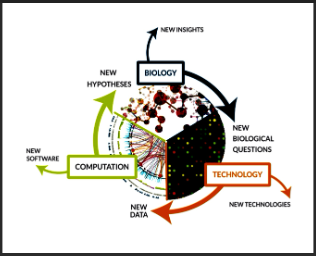 NEW INSIGHTS
BIOLOGY
NEW
HYPOTHESES
NEW
BIOLOGICAL
QUESTIONS
NEW
SOFTWARE
COMPUTATION
TECHNOLOGY
NEW
DATA
NEW TECHNOLOGIES